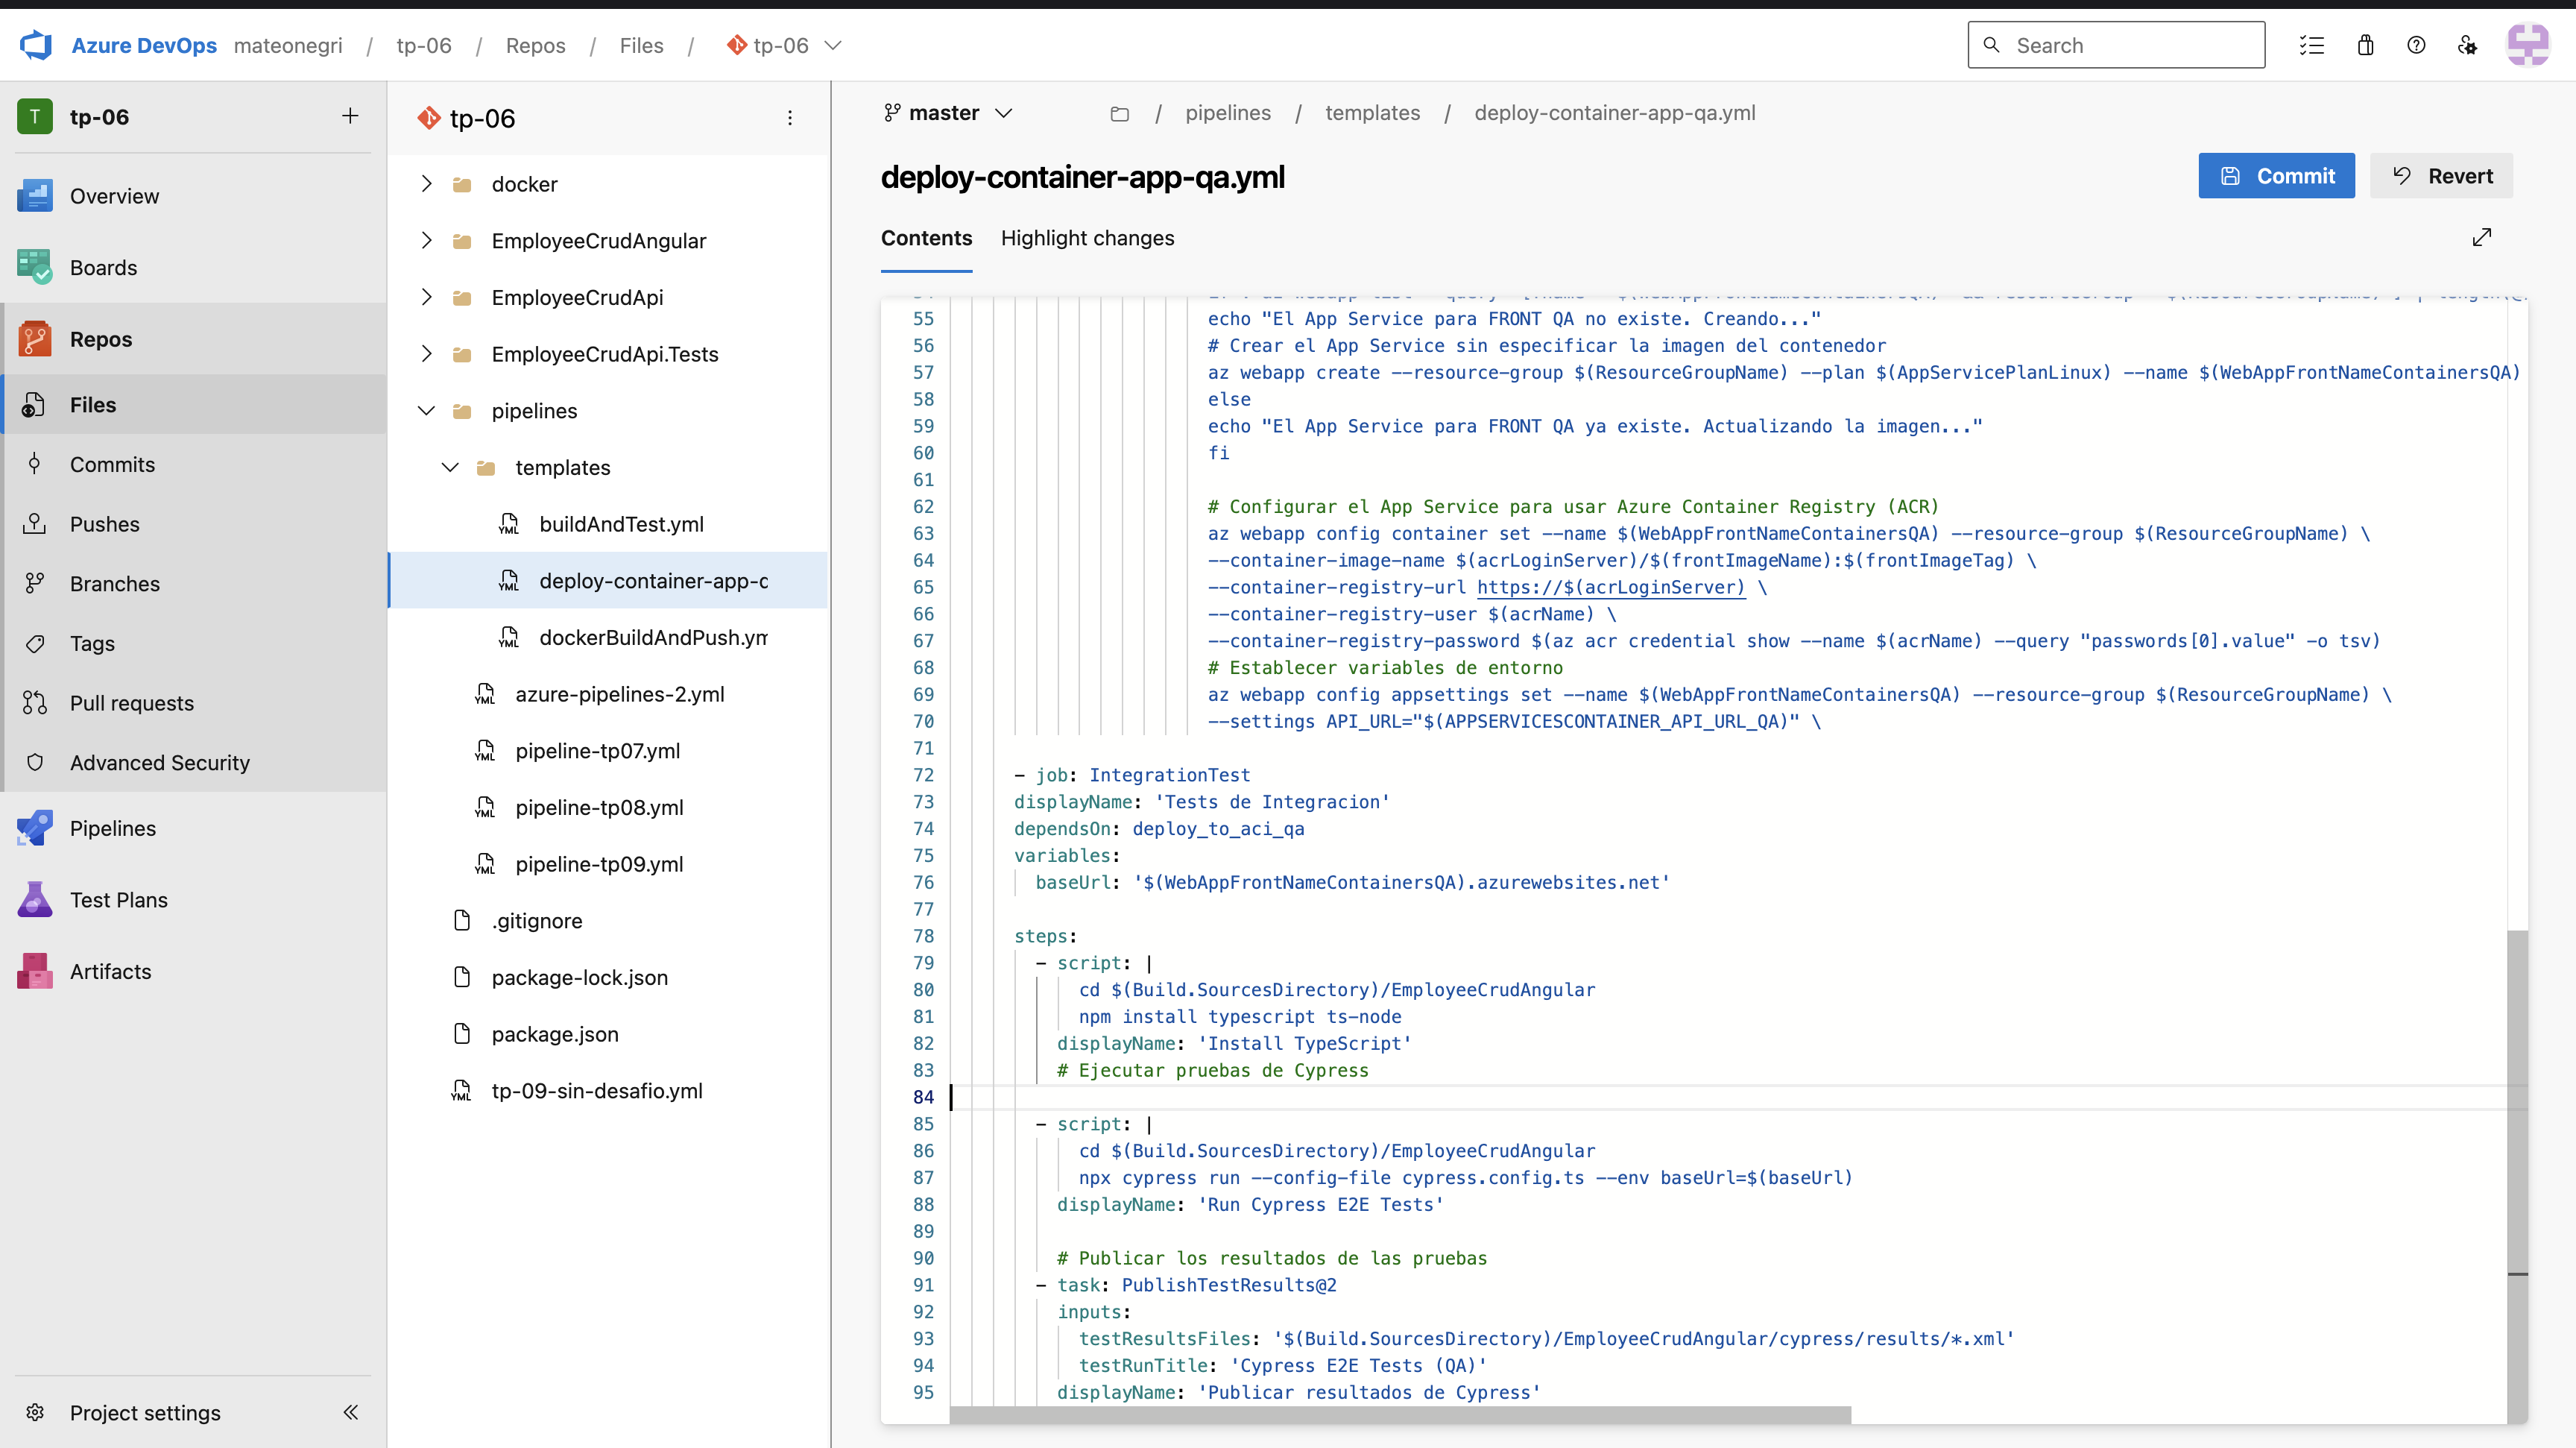 Azure DevOps mateonegri / tp-06 / Repos / Files / tp-06
Search
T tp-06
Overview
Boards
Repos
Files
Commits
Pushes
Branches
Tags
Pull requests
Advanced Security
Pipelines
Test Plans
Artifacts
Project settings
tp-06
docker
EmployeeCrudAngular
EmployeeCrudApi
EmployeeCrudApi.Tests
pipelines
templates
YML buildAndTest.yml
YML deploy-container-app-q
YML dockerBuildAndPush.ym
YML azure-pipelines-2.yml
YML pipeline-tp07.yml
YML pipeline-tp08.yml
YML pipeline-tp09.yml
.gitignore
package-lock.json
package.json
YML tp-09-sin-desafio.yml
master / pipelines / templates / deploy-container-app-qa.yml
deploy-container-app-qa.yml
Commit
Revert
Contents
Highlight changes
55 echo "El App Service para FRONT QA no existe. Creando..."
56 # Crear el App Service sin especificar la imagen del contenedor
57 az webapp create --resource-group $(ResourceGroupName) --plan $(AppServicePlanLinux) --name $(WebAppFrontNameContainersQA)
58 else
59 echo "El App Service para FRONT QA ya existe. Actualizando la imagen..."
60 fi
61
62 # Configurar el App Service para usar Azure Container Registry (ACR)
63 az webapp config container set --name $(WebAppFrontNameContainersQA) --resource-group $(ResourceGroupName) \
64 --container-image-name $(acrLoginServer)/$(frontImageName):$(frontImageTag) \
65 --container-registry-url https://$(acrLoginServer) \
66 --container-registry-user $(acrName) \
67 --container-registry-password $(az acr credential show --name $(acrName) --query "passwords[0].value" -o tsv)
68 # Establecer variables de entorno
69 az webapp config appsettings set --name $(WebAppFrontNameContainersQA) --resource-group $(ResourceGroupName) \
70 --settings API_URL="$(APPSERVICESCONTAINER_API_URL_QA)" \
71
72 - job: IntegrationTest
73 displayName: 'Tests de Integracion'
74 dependsOn: deploy_to_aci_qa
75 variables:
76 baseUrl: '$(WebAppFrontNameContainersQA).azurewebsites.net'
77
78 steps:
79 - script: |
80 cd $(Build.SourcesDirectory)/EmployeeCrudAngular
81 npm install typescript ts-node
82 displayName: 'Install TypeScript'
83 # Ejecutar pruebas de Cypress
84
85 - script: |
86 cd $(Build.SourcesDirectory)/EmployeeCrudAngular
87 npx cypress run --config-file cypress.config.ts --env baseUrl=$(baseUrl)
88 displayName: 'Run Cypress E2E Tests'
89
90 # Publicar los resultados de las pruebas
91 - task: PublishTestResults@2
92 inputs:
93 testResultsFiles: '$(Build.SourcesDirectory)/EmployeeCrudAngular/cypress/results/*.xml'
94 testRunTitle: 'Cypress E2E Tests (QA)'
95 displayName: 'Publicar resultados de Cypress'